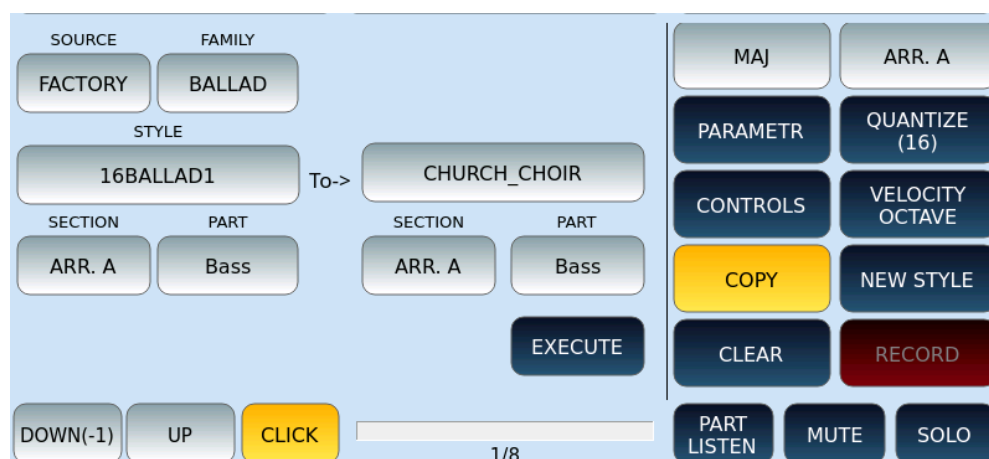 SOURCE FAMILY
FACTORY BALLAD
STYLE
16BALLAD1 To-> CHURCH_CHOIR
SECTION PART SECTION PART
ARR. A Bass ARR. A Bass
EXECUTE
DOWN(-1) UP CLICK
1/8
MAJ ARR. A
PARAMETR QUANTIZE
(16)
CONTROLS VELOCITY
OCTAVE
COPY NEW STYLE
CLEAR RECORD
PART
LISTEN MUTE SOLO